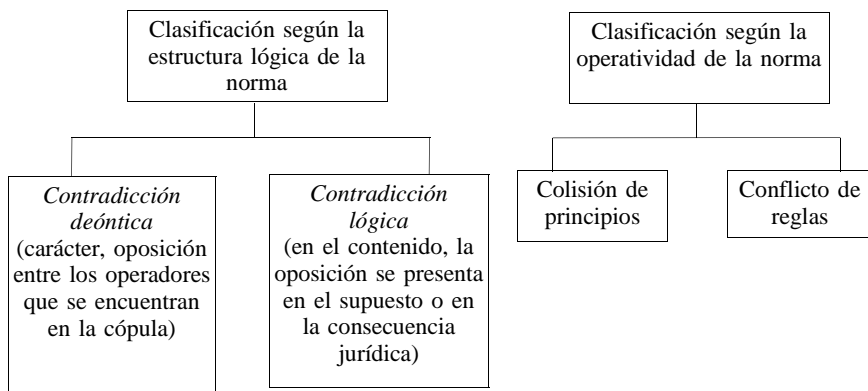 Clasificación según la
estructura lógica de la
norma
Clasificación según la
operatividad de la norma
Contradicción
deóntica
(carácter, oposición
entre los operadores
que se encuentran
en la cópula)
Contradicción
lógica
(en el contenido, la
oposición se presenta
en el supuesto o en
la consecuencia
jurídica)
Colisión de
principios
Conflicto de
reglas